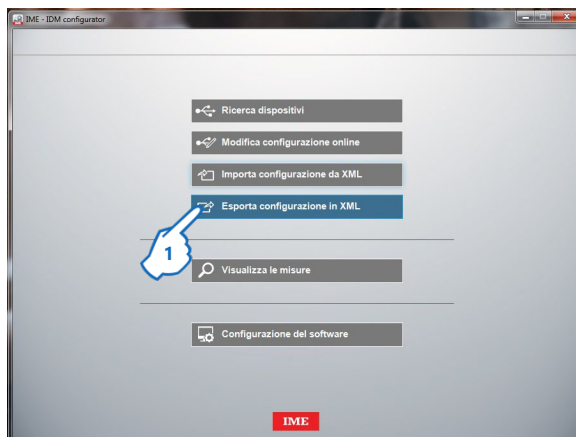 IME - IDM configurator
Ricerca dispositivi
Modifica configurazione online
Importa configurazione da XML
Esporta configurazione in XML
1
Visualizza le misure
Configurazione del software
IME